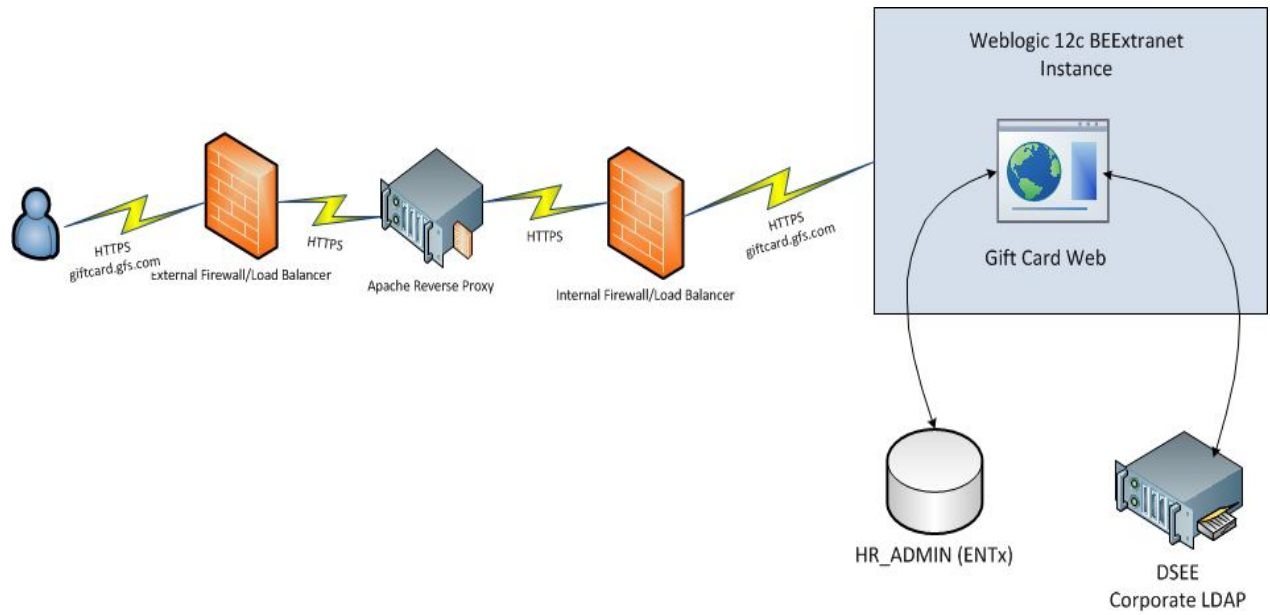 Weblogic 12c BEExtranet
Instance
Gift Card Web
HTTPS
giftcard.gfs.com
External Firewall/Load Balancer
HTTPS
Apache Reverse Proxy
HTTPS
Internal Firewall/Load Balancer
HTTPS
giftcard.gfs.com
HR_ADMIN (ENTx)
DSEE
Corporate LDAP